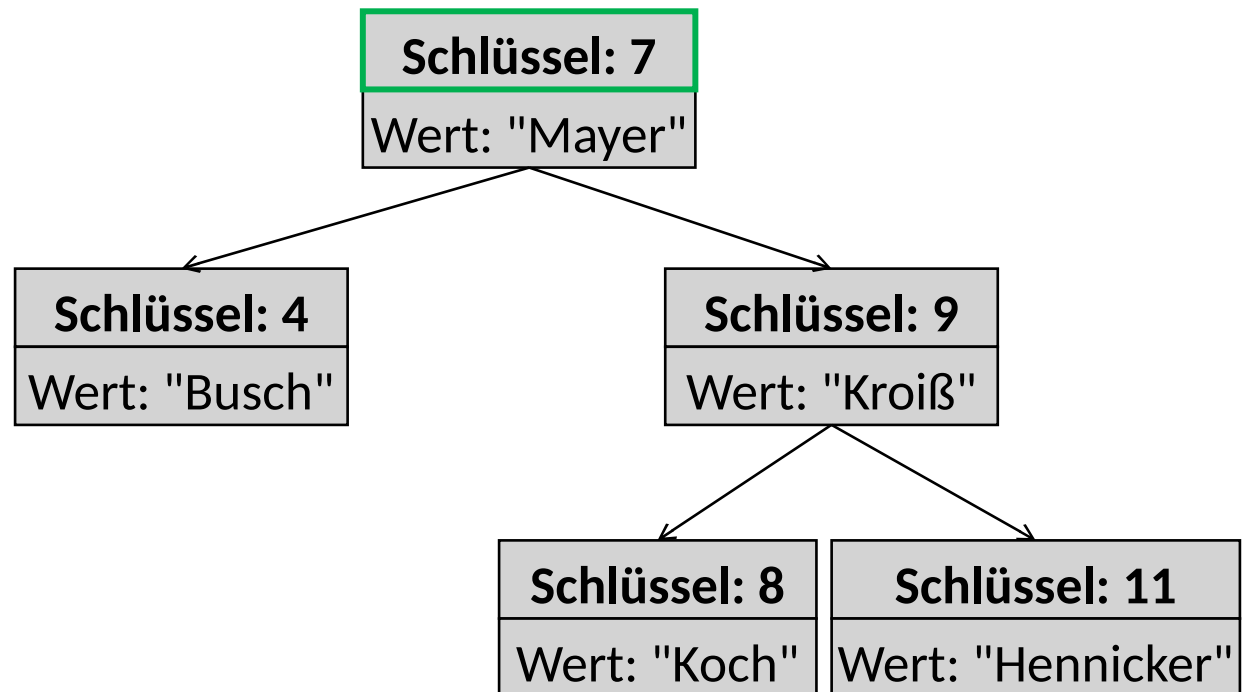 Schlüssel: 7
Wert: "Mayer"
Schlüssel: 4
Wert: "Busch"
Schlüssel: 9
Wert: "Kroiß"
Schlüssel: 8
Wert: "Koch"
Schlüssel: 11
Wert: "Hennicker"